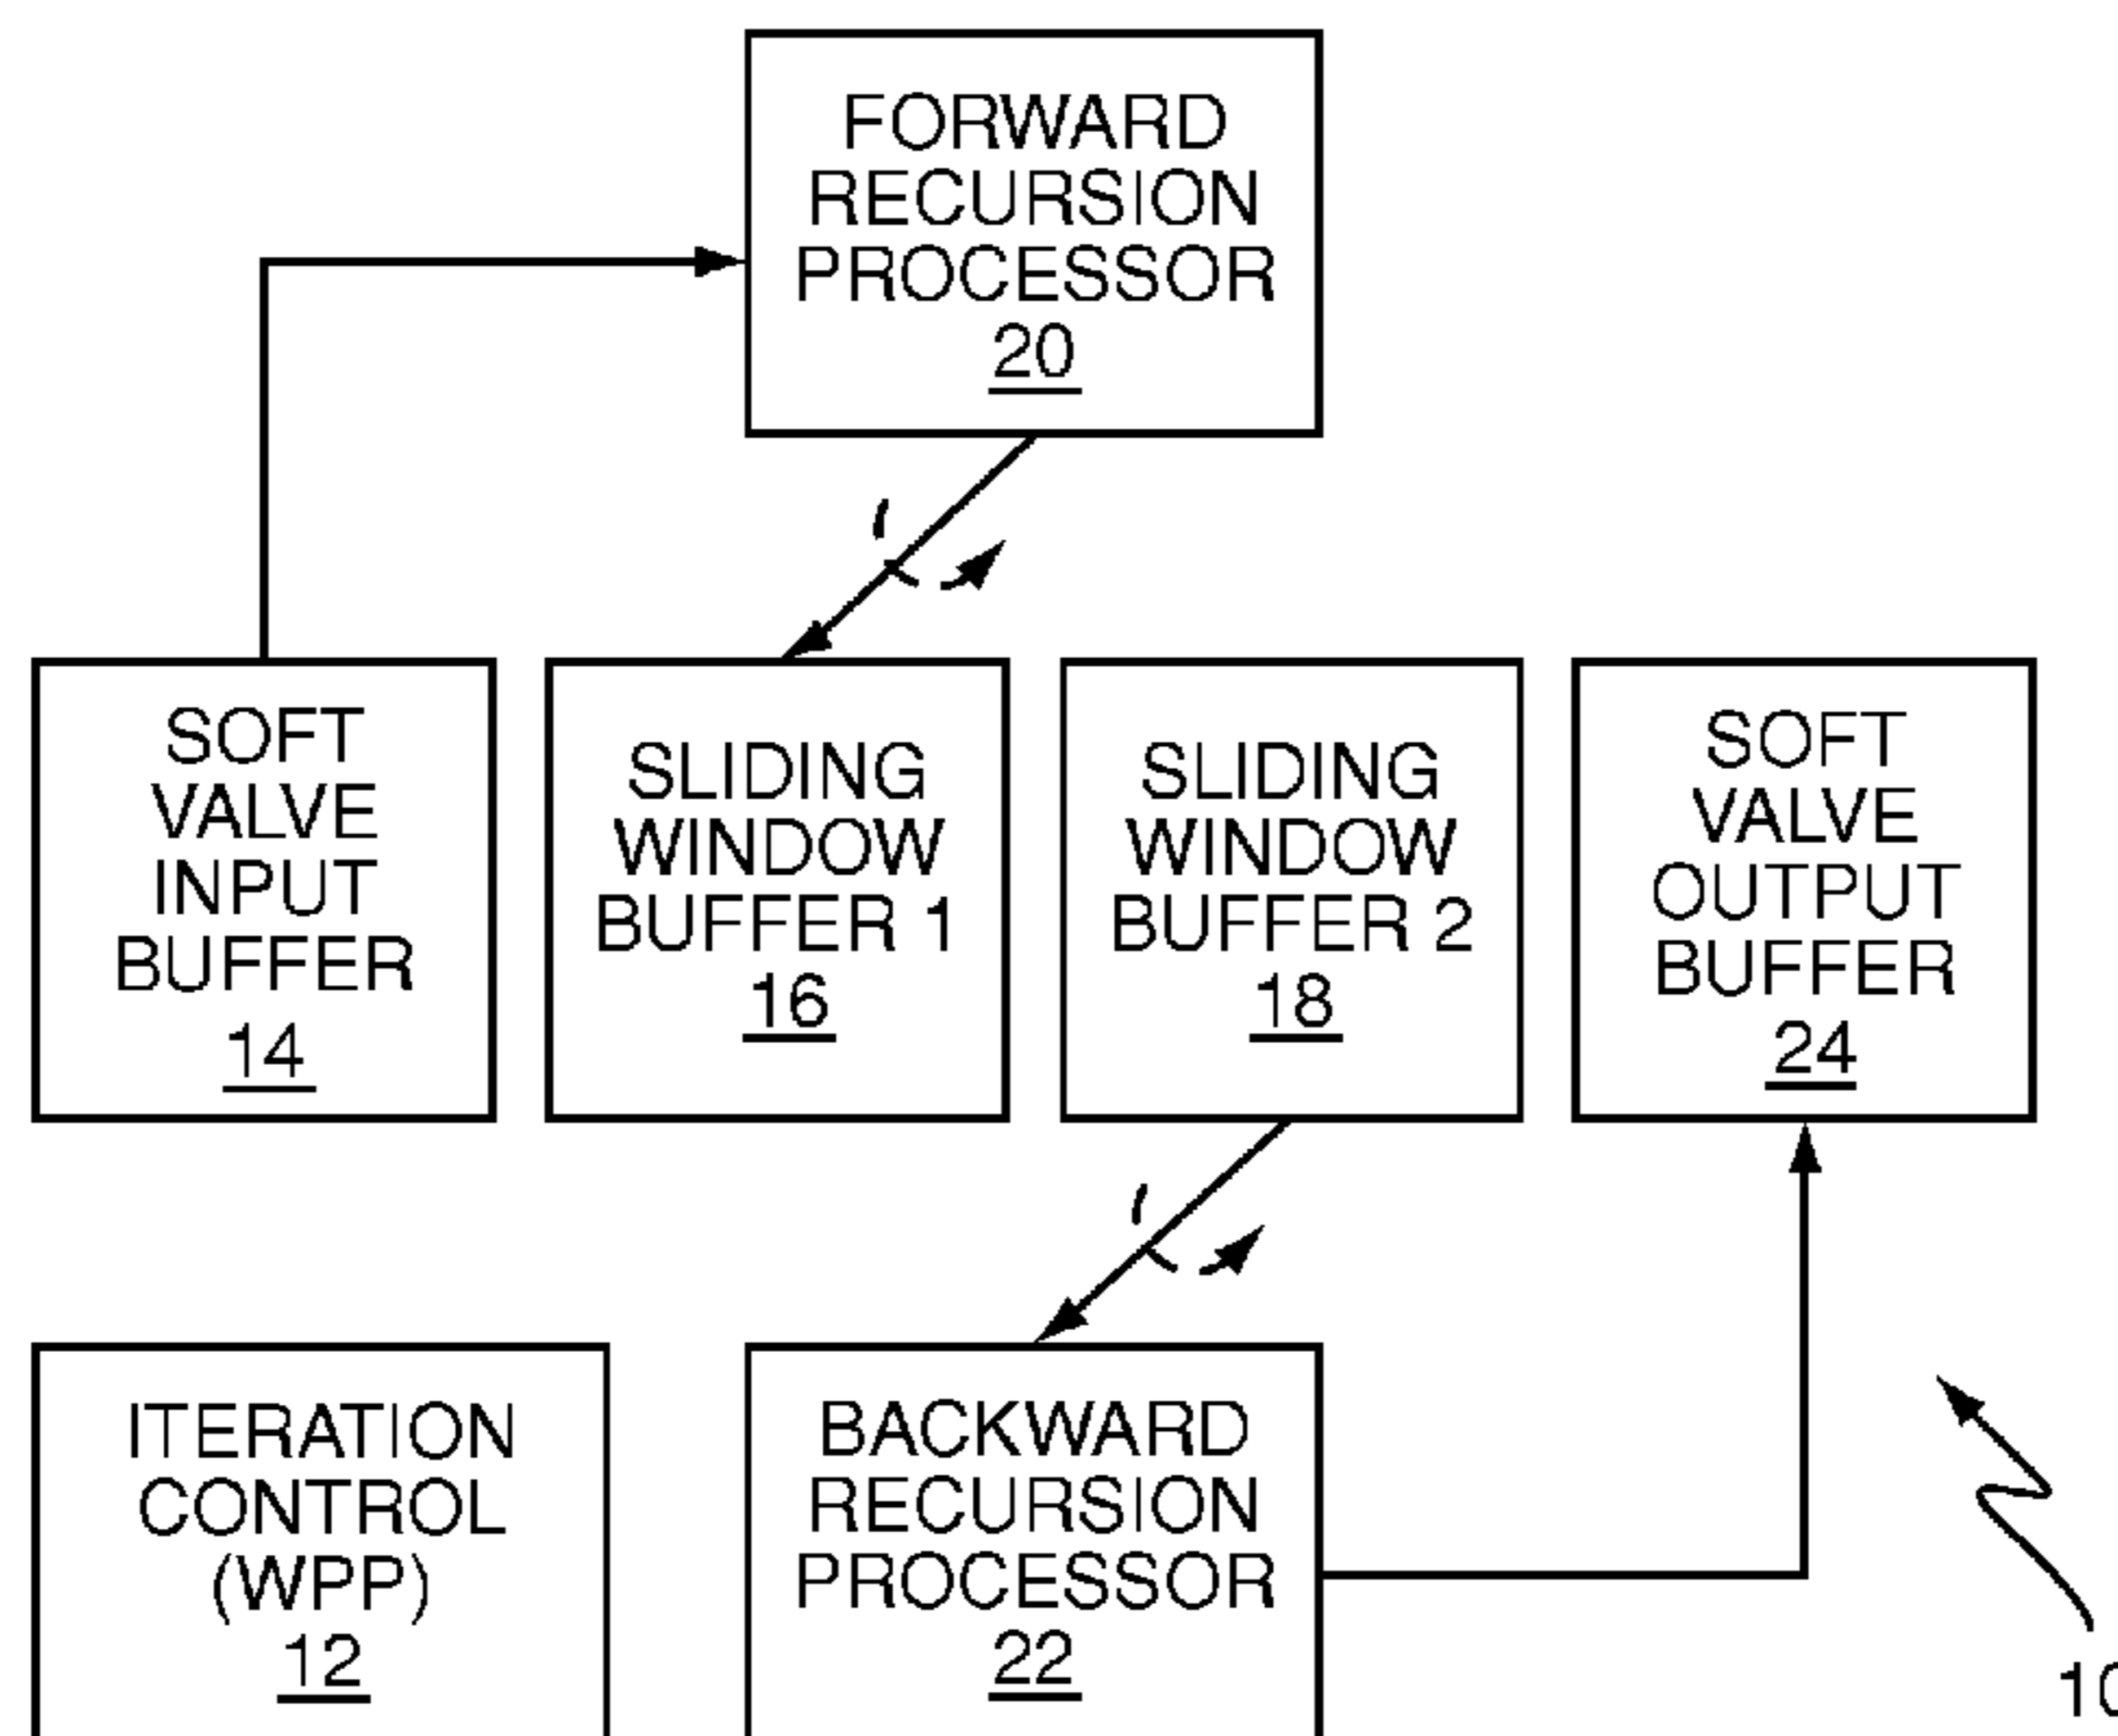 FORWARD
RECURSION
PROCESSOR
20
SOFT
VALVE
INPUT
BUFFER
14
SLIDING
WINDOW
BUFFER 1
16
SLIDING
WINDOW
BUFFER 2
18
SOFT
VALVE
OUTPUT
BUFFER
24
ITERATION
CONTROL
(WPP)
12
BACKWARD
RECURSION
PROCESSOR
22
10